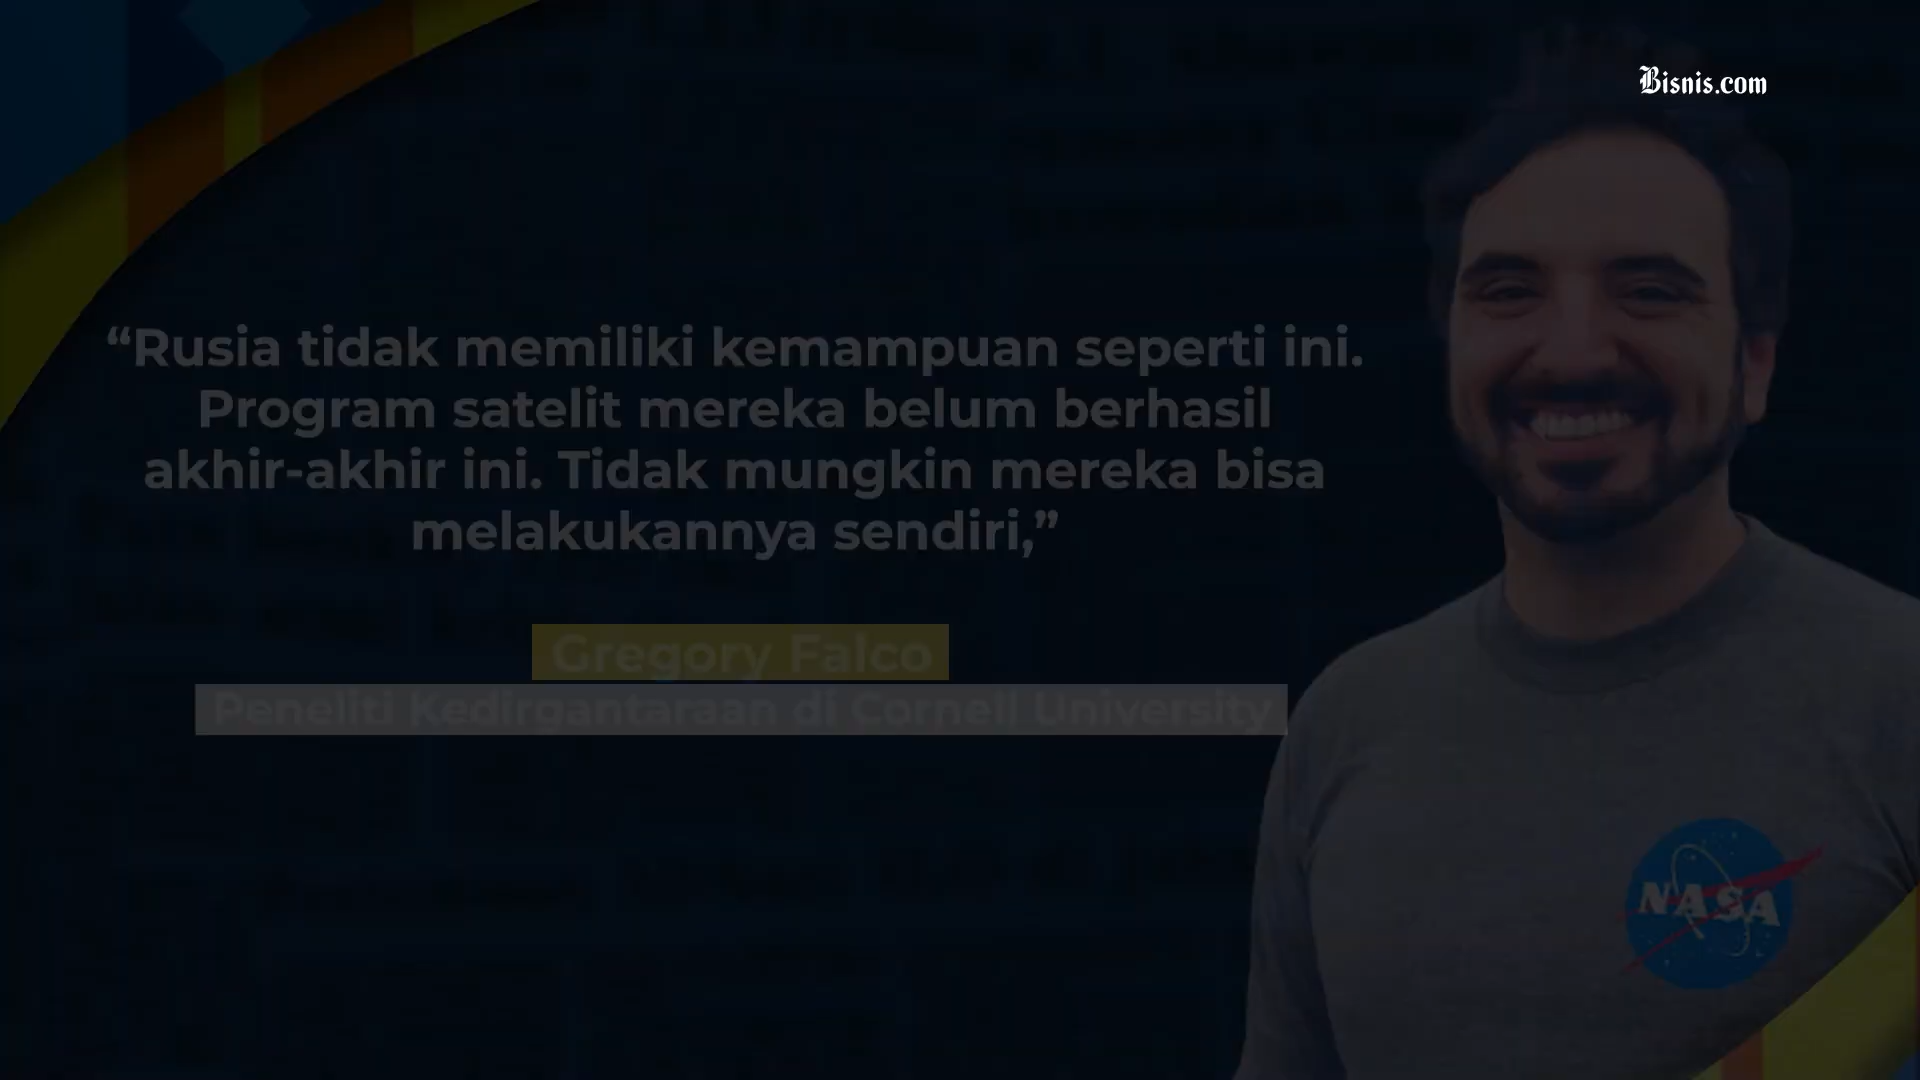 Bisnis.com
“Rusia tidak memiliki kemampuan seperti ini.
Program satelit mereka belum berhasil
akhir-akhir ini. Tidak mungkin mereka bisa
melakukannya sendiri,”
Gregory Falco
Peneliti Kedirgantaraan di Cornell University
NASA